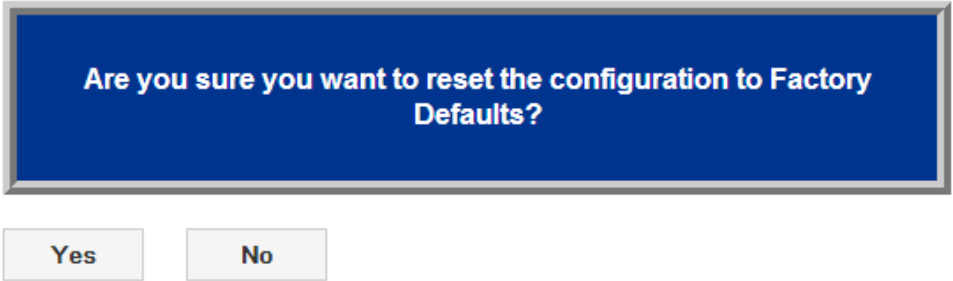 Are you sure you want to reset the configuration to Factory
Defaults?
Yes
No